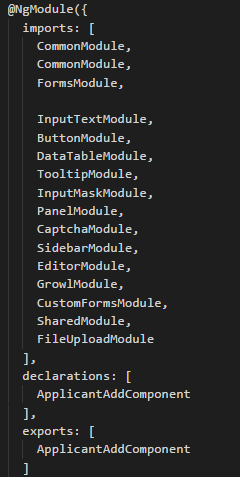 @NgModule({
imports: [
CommonModule,
CommonModule,
FormsModule,
InputTextModule,
ButtonModule,
DataTableModule,
TooltipModule,
InputMaskModule,
PanelModule,
CaptchaModule,
SidebarModule,
EditorModule,
GrowlModule,
CustomFormsModule,
SharedModule,
FileUploadModule
],
declarations: [
ApplicantAddComponent
],
exports: [
ApplicantAddComponent
]